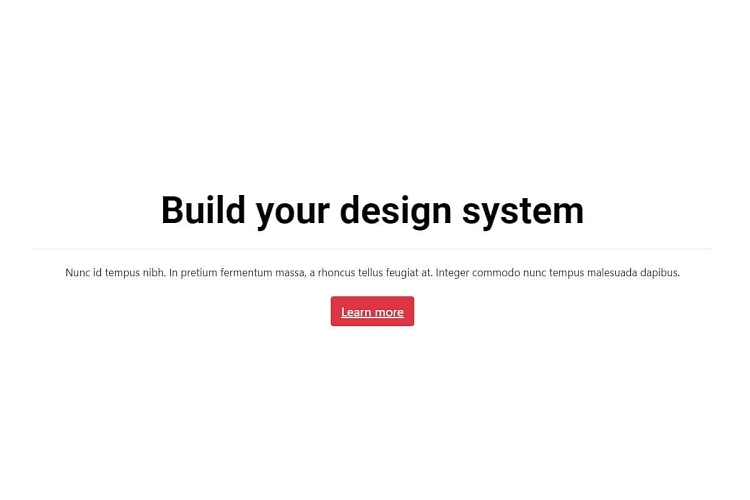 Build your design system
Nunc id tempus nibh. In pretium fermentum massa, a rhoncus tellus feugiat at. Integer commodo nunc tempus malesuada dapibus.
Learn more